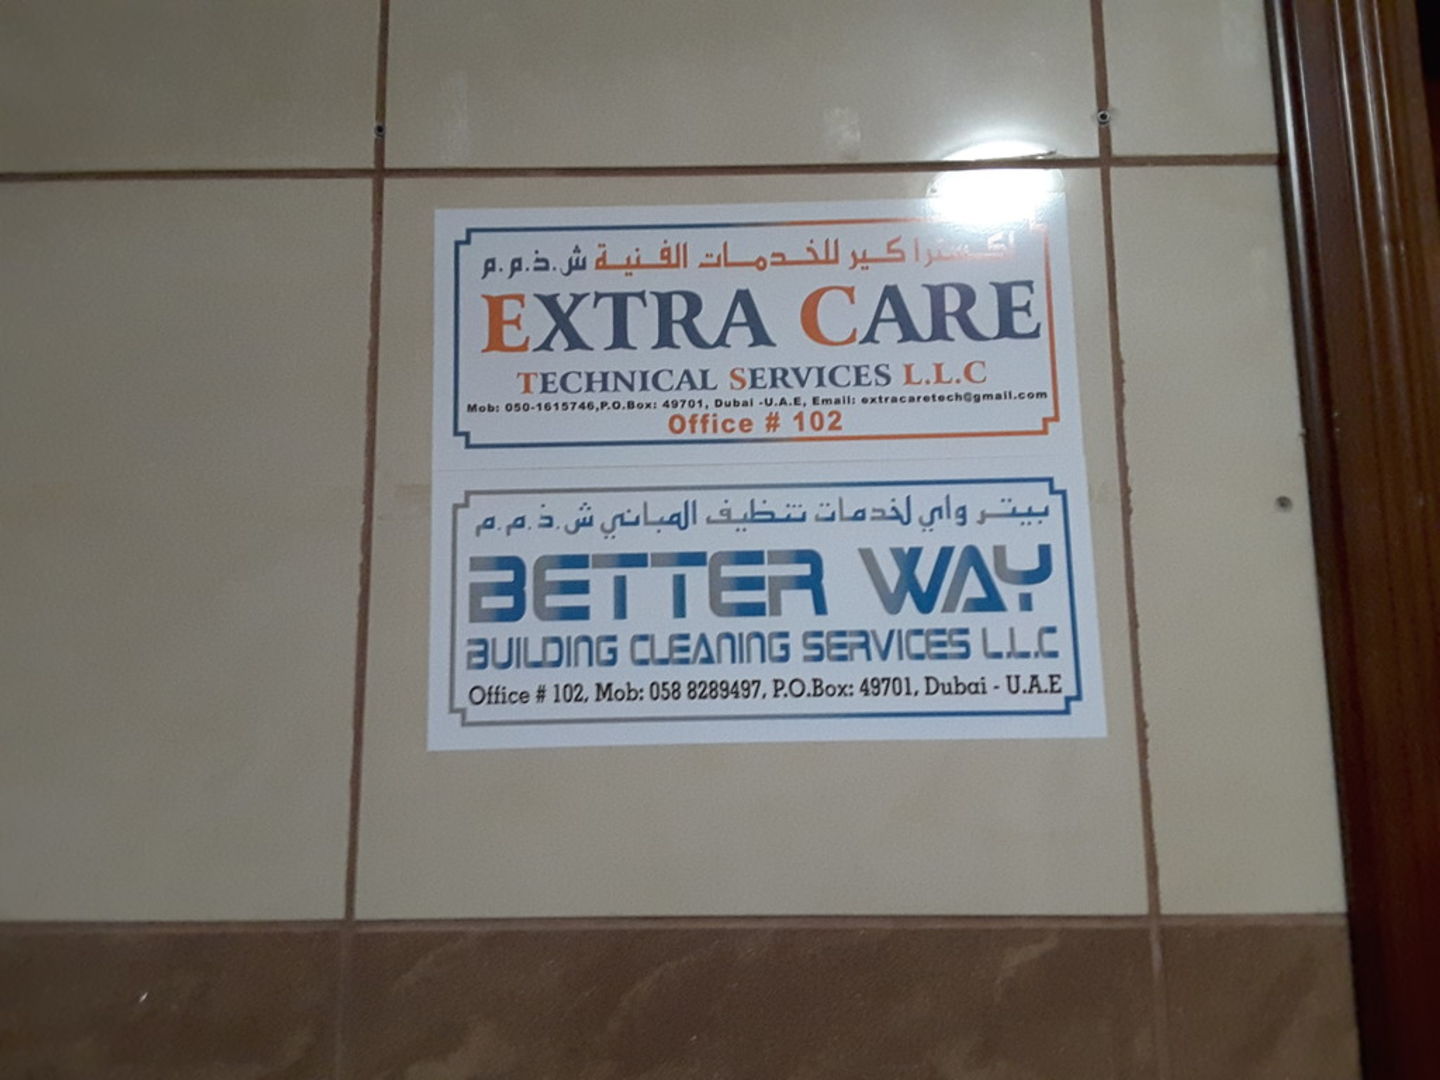 اكسترا كير للخدمات الفنية ش.ذ.م.م
EXTRA CARE
TECHNICAL SERVICES L.L.C
Mob: 050-1615746,P.O.Box: 49701, Dubai -U.A.E, Email: extracaretech@gmail.com
Office # 102
بيتر واي لخدمات تنظيف المباني ش.ذ.م.م
BETTER WAY
BUILDING CLEANING SERVICES L.L.C
Office # 102, Mob: 058 8289497, P.O.Box: 49701, Dubai - U.A.E